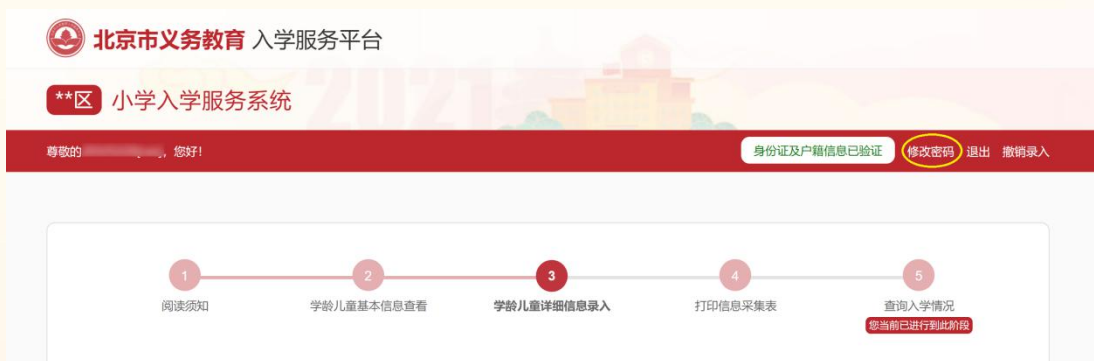 北京市义务教育 入学服务平台
2021
**区 小学入学服务系统
尊敬的 ，您好!
身份证及户籍信息已验证 修改密码 退出 撤销录入
1 2 3 4 5
阅读须知 学龄儿童基本信息查看 学龄儿童详细信息录入 打印信息采集表 查询入学情况
您当前已进行到此阶段